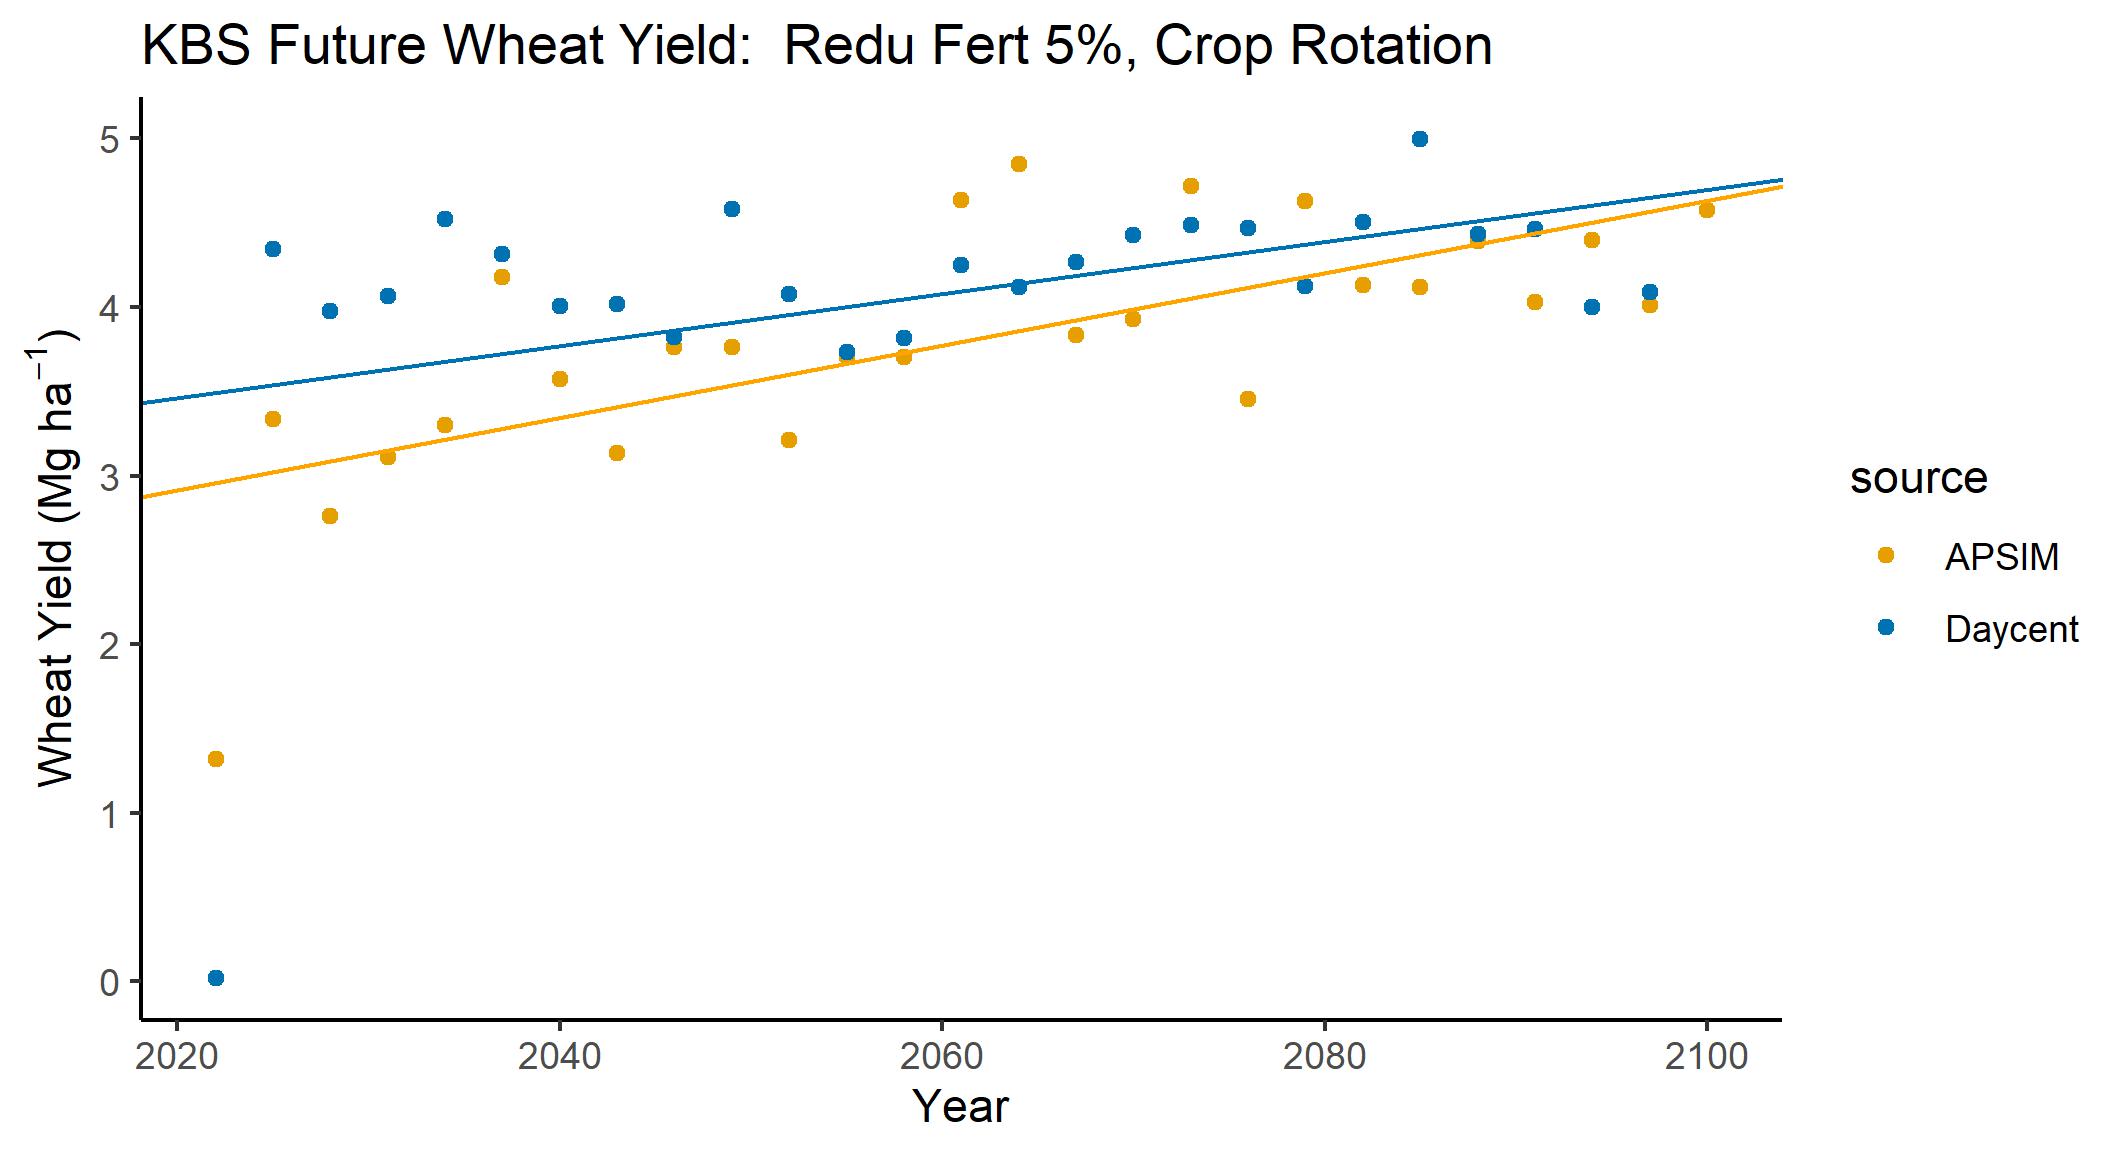 KBS Future Wheat Yield:  Redu Fert 5%, Crop Rotation
Wheat Yield (Mg ha⁻¹)
5
4
3
2
1
0
2020 2040 2060 2080 2100
Year
source
APSIM
Daycent